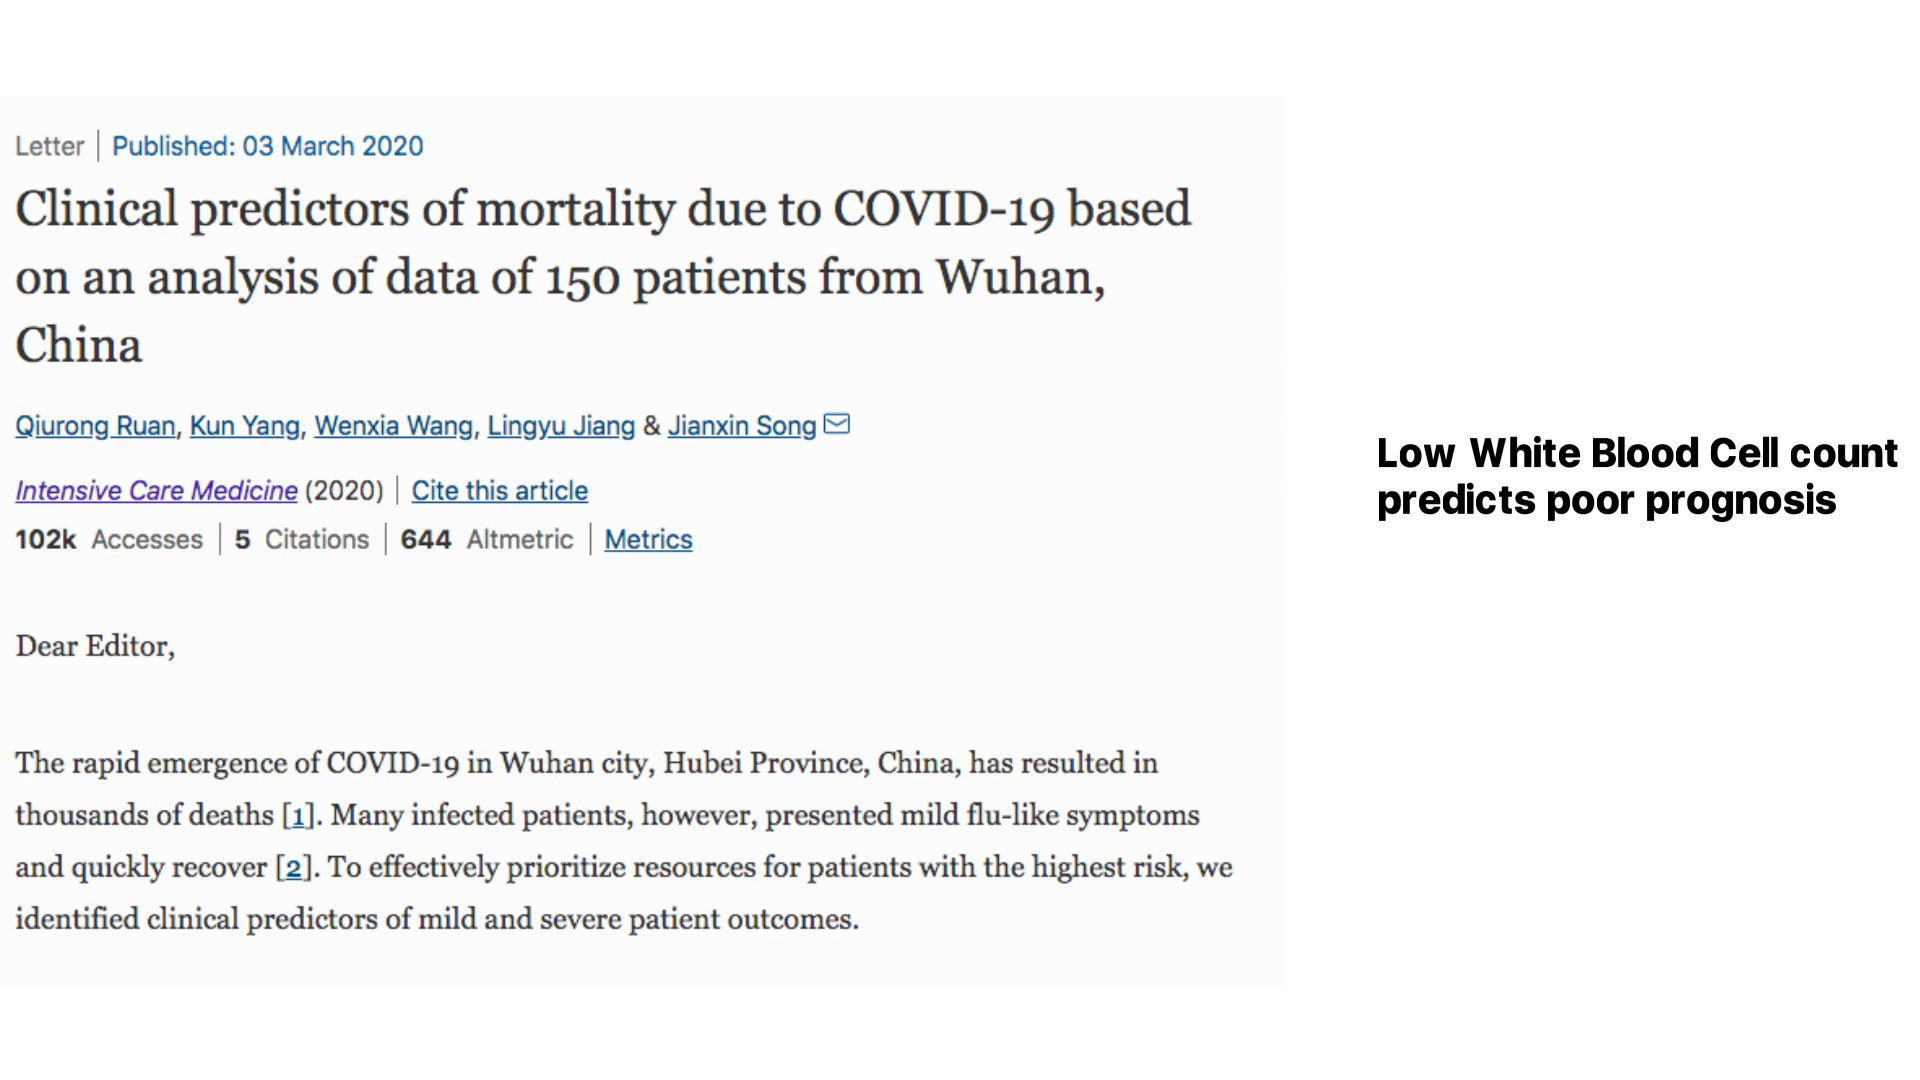 Letter | Published: 03 March 2020
Clinical predictors of mortality due to COVID-19 based
on an analysis of data of 150 patients from Wuhan,
China
Qiurong Ruan, Kun Yang, Wenxia Wang, Lingyu Jiang & Jianxin Song
Intensive Care Medicine (2020) | Cite this article
102k Accesses | 5 Citations | 644 Altmetric | Metrics
Dear Editor,
The rapid emergence of COVID-19 in Wuhan city, Hubei Province, China, has resulted in
thousands of deaths [1]. Many infected patients, however, presented mild flu-like symptoms
and quickly recover [2]. To effectively prioritize resources for patients with the highest risk, we
identified clinical predictors of mild and severe patient outcomes.
Low White Blood Cell count
predicts poor prognosis